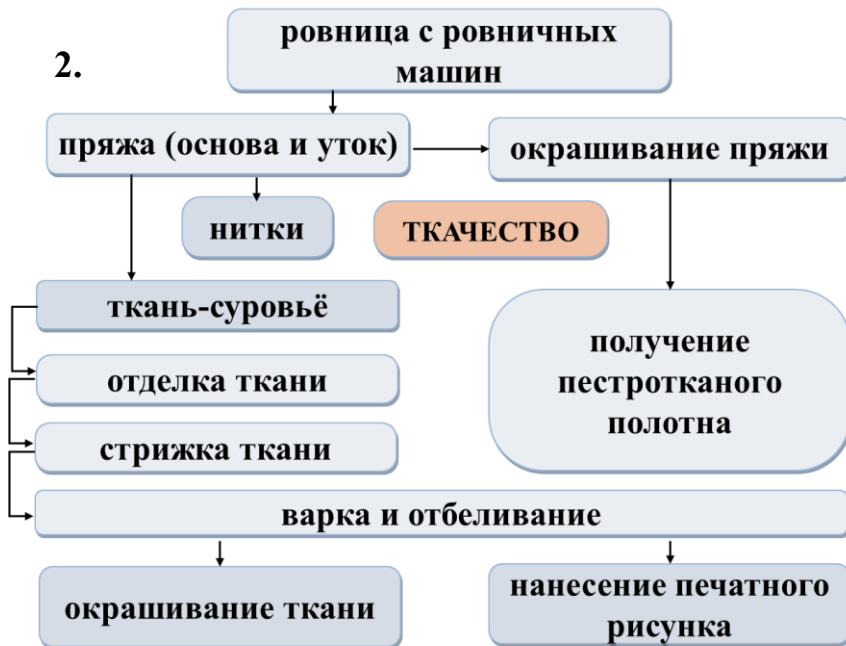 2.
ровница с ровничных
машин
пряжа (основа и уток)
окрашивание пряжи
нитки
ТКАЧЕСТВО
ткань-суровьё
получение
пестротканого
полотна
отделка ткани
стрижка ткани
варка и отбеливание
окрашивание ткани
нанесение печатного
рисунка